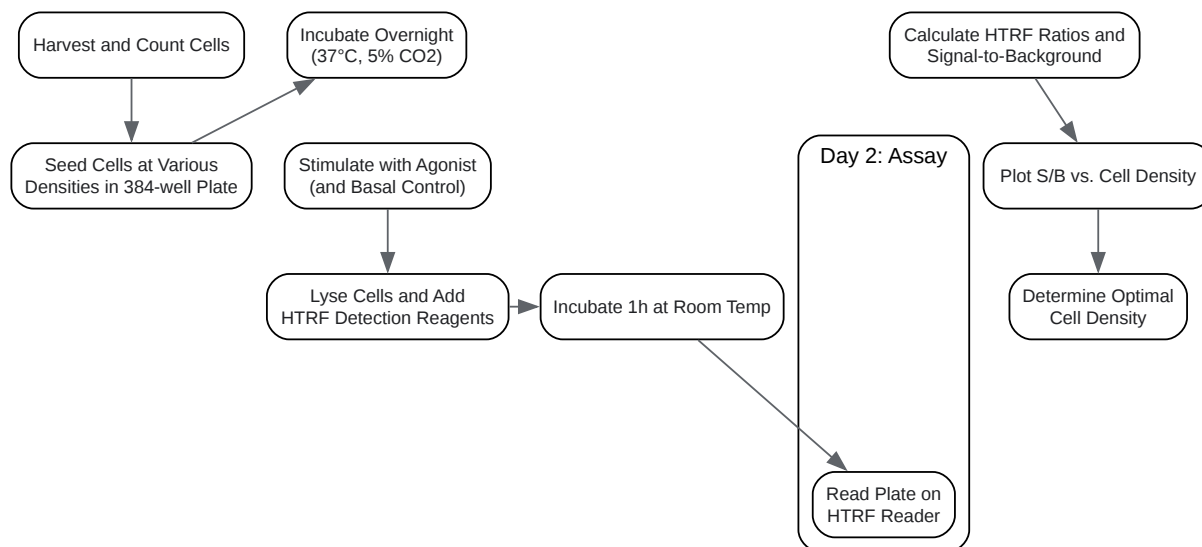 Harvest and Count Cells
Seed Cells at Various
Densities in 384-well Plate
Incubate Overnight
(37°C, 5% CO2)
Stimulate with Agonist
(and Basal Control)
Lyse Cells and Add
HTRF Detection Reagents
Incubate 1h at Room Temp
Day 2: Assay
Read Plate on
HTRF Reader
Calculate HTRF Ratios and
Signal-to-Background
Plot S/B vs. Cell Density
Determine Optimal
Cell Density